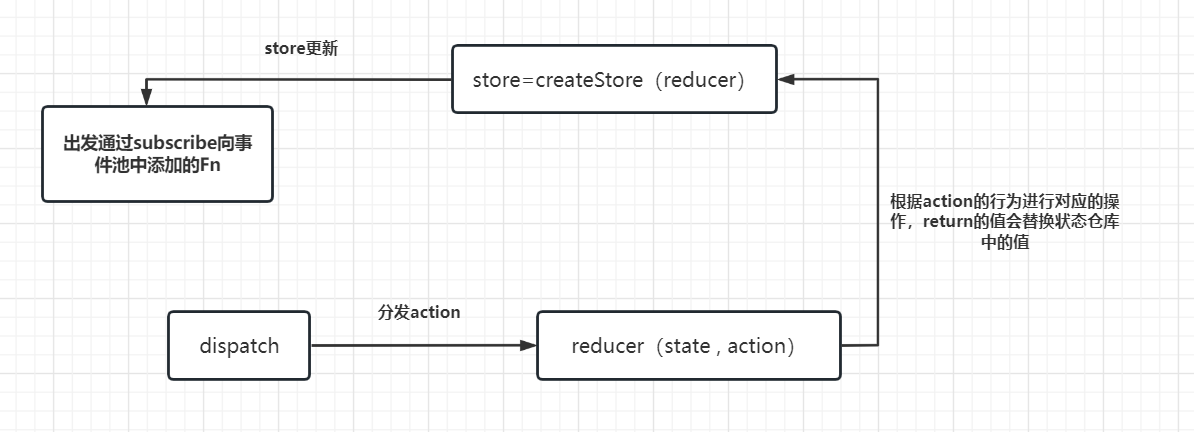 store更新
store=createStore（reducer）
出发通过subscribe向事
件池中添加的Fn
根据action的行为进行对应的操
作，return的值会替换状态仓库
中的值
分发action
dispatch
reducer（state , action）